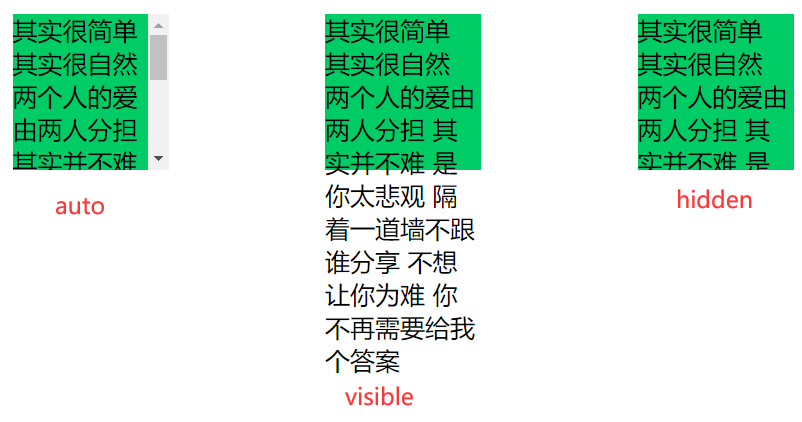 其实很简单
其实很自然
两个人的爱
由两人分担
其实并不难
auto
其实很简单
其实很自然
两个人的爱由
两人分担 其
实并不难 是
你太悲观 隔
着一道墙不跟
谁分享 不想
让你为难 你
不再需要给我
个答案
visible
其实很简单
其实很自然
两个人的爱由
两人分担 其
实并不难 是
hidden